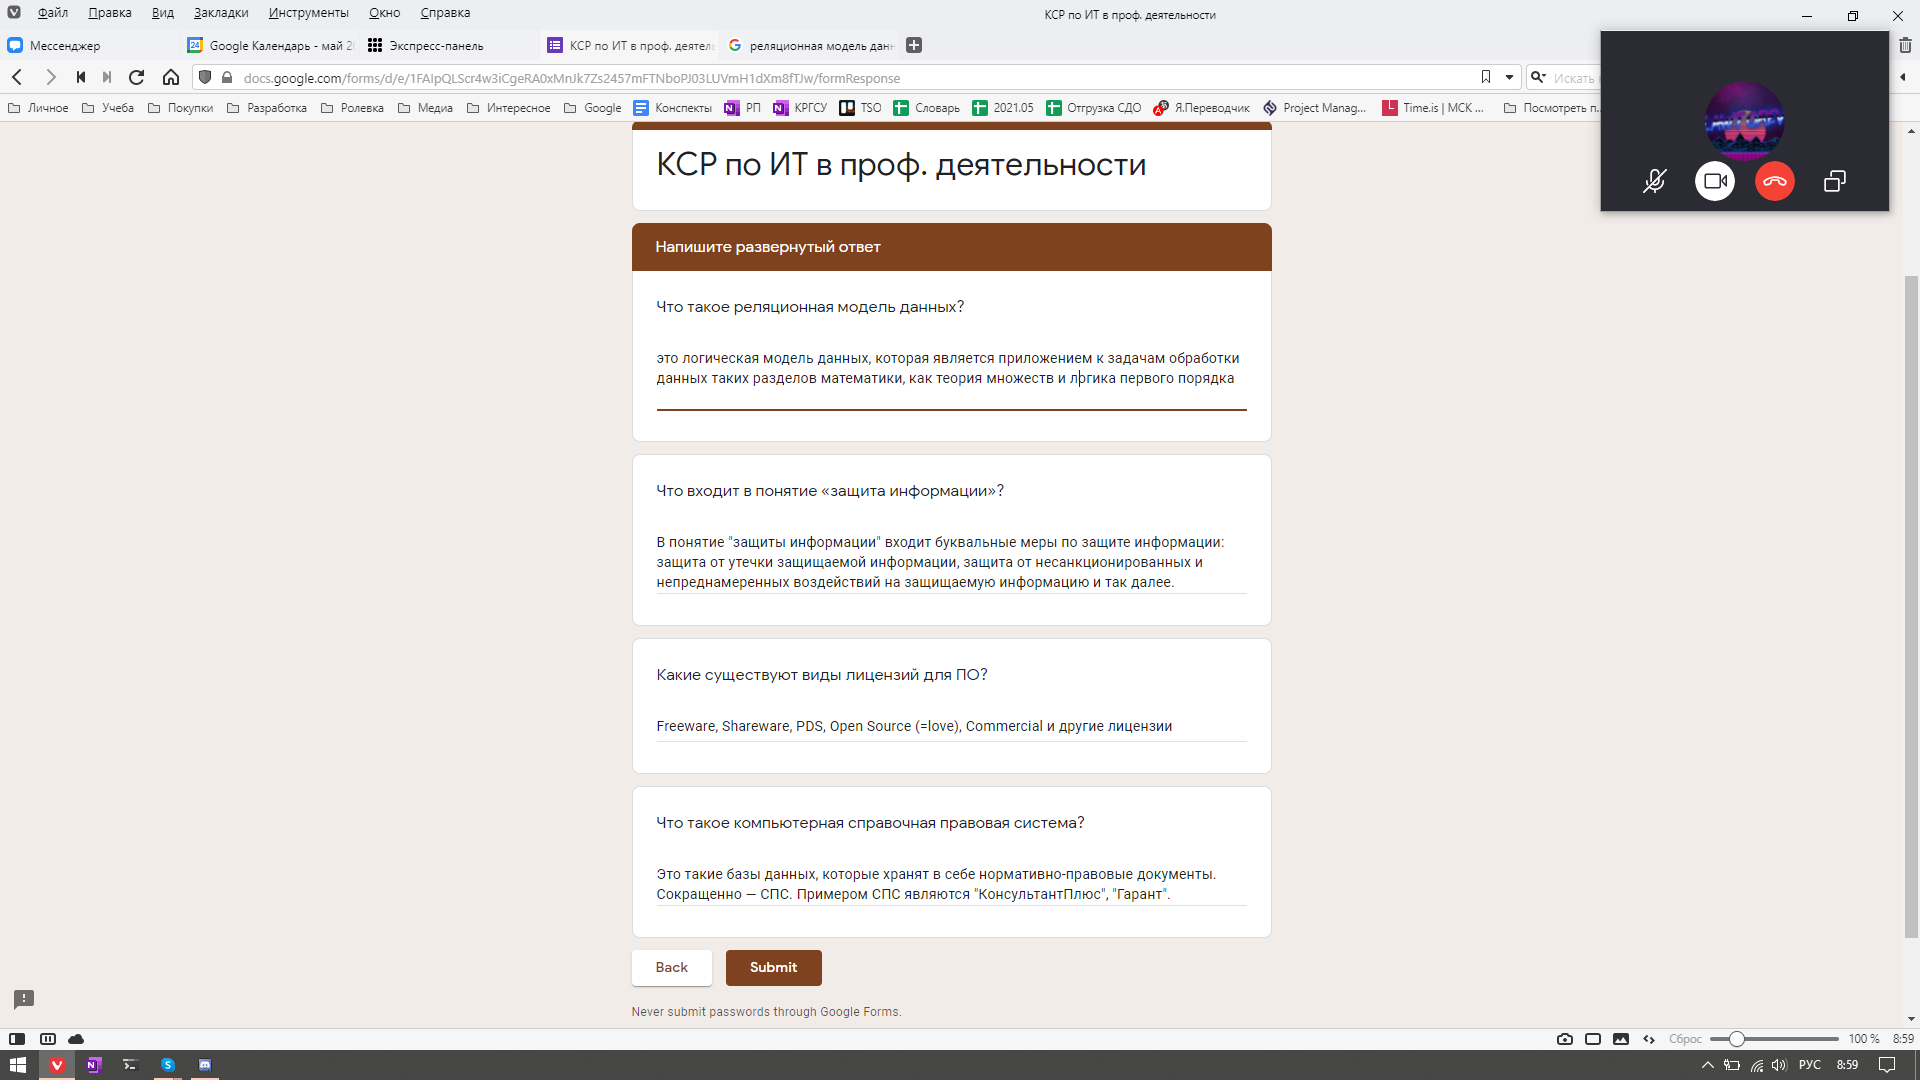 Файл Правка Вид Закладки Инструменты Окно Справка
КСР по ИТ в проф. деятельности
Мессенджер
Google Календарь - май 2
Экспресс-панель
КСР по ИТ в проф. деятель
реляционная модель данн
docs.google.com/forms/d/e/1FAIpQLScr4w3iCgeRA0xMnJk7Zs2457mFTNboPJ03LUVmH1dXm8fTJw/formResponse
Искать
Личное Учеба Покупки Разработка Ролевка Медиа Интересное Google Конспекты РП КРГСУ TSO Словарь 2021.05 Отгрузка СДО Я.Переводчик Project Manag... Time.is | МСК ... Посмотреть п...
КСР по ИТ в проф. деятельности
Напишите развернутый ответ
Что такое реляционная модель данных?
это логическая модель данных, которая является приложением к задачам обработки
данных таких разделов математики, как теория множеств и логика первого порядка
Что входит в понятие «защита информации»?
В понятие "защиты информации" входит буквальные меры по защите информации:
защита от утечки защищаемой информации, защита от несанкционированных и
непреднамеренных воздействий на защищаемую информацию и так далее.
Какие существуют виды лицензий для ПО?
Freeware, Shareware, PDS, Open Source (=love), Commercial и другие лицензии
Что такое компьютерная справочная правовая система?
Это такие базы данных, которые хранят в себе нормативно-правовые документы.
Сокращенно — СПС. Примером СПС являются "КонсультантПлюс", "Гарант".
Back Submit
Never submit passwords through Google Forms.
Сброс 100 % 8:59
РУС 8:59